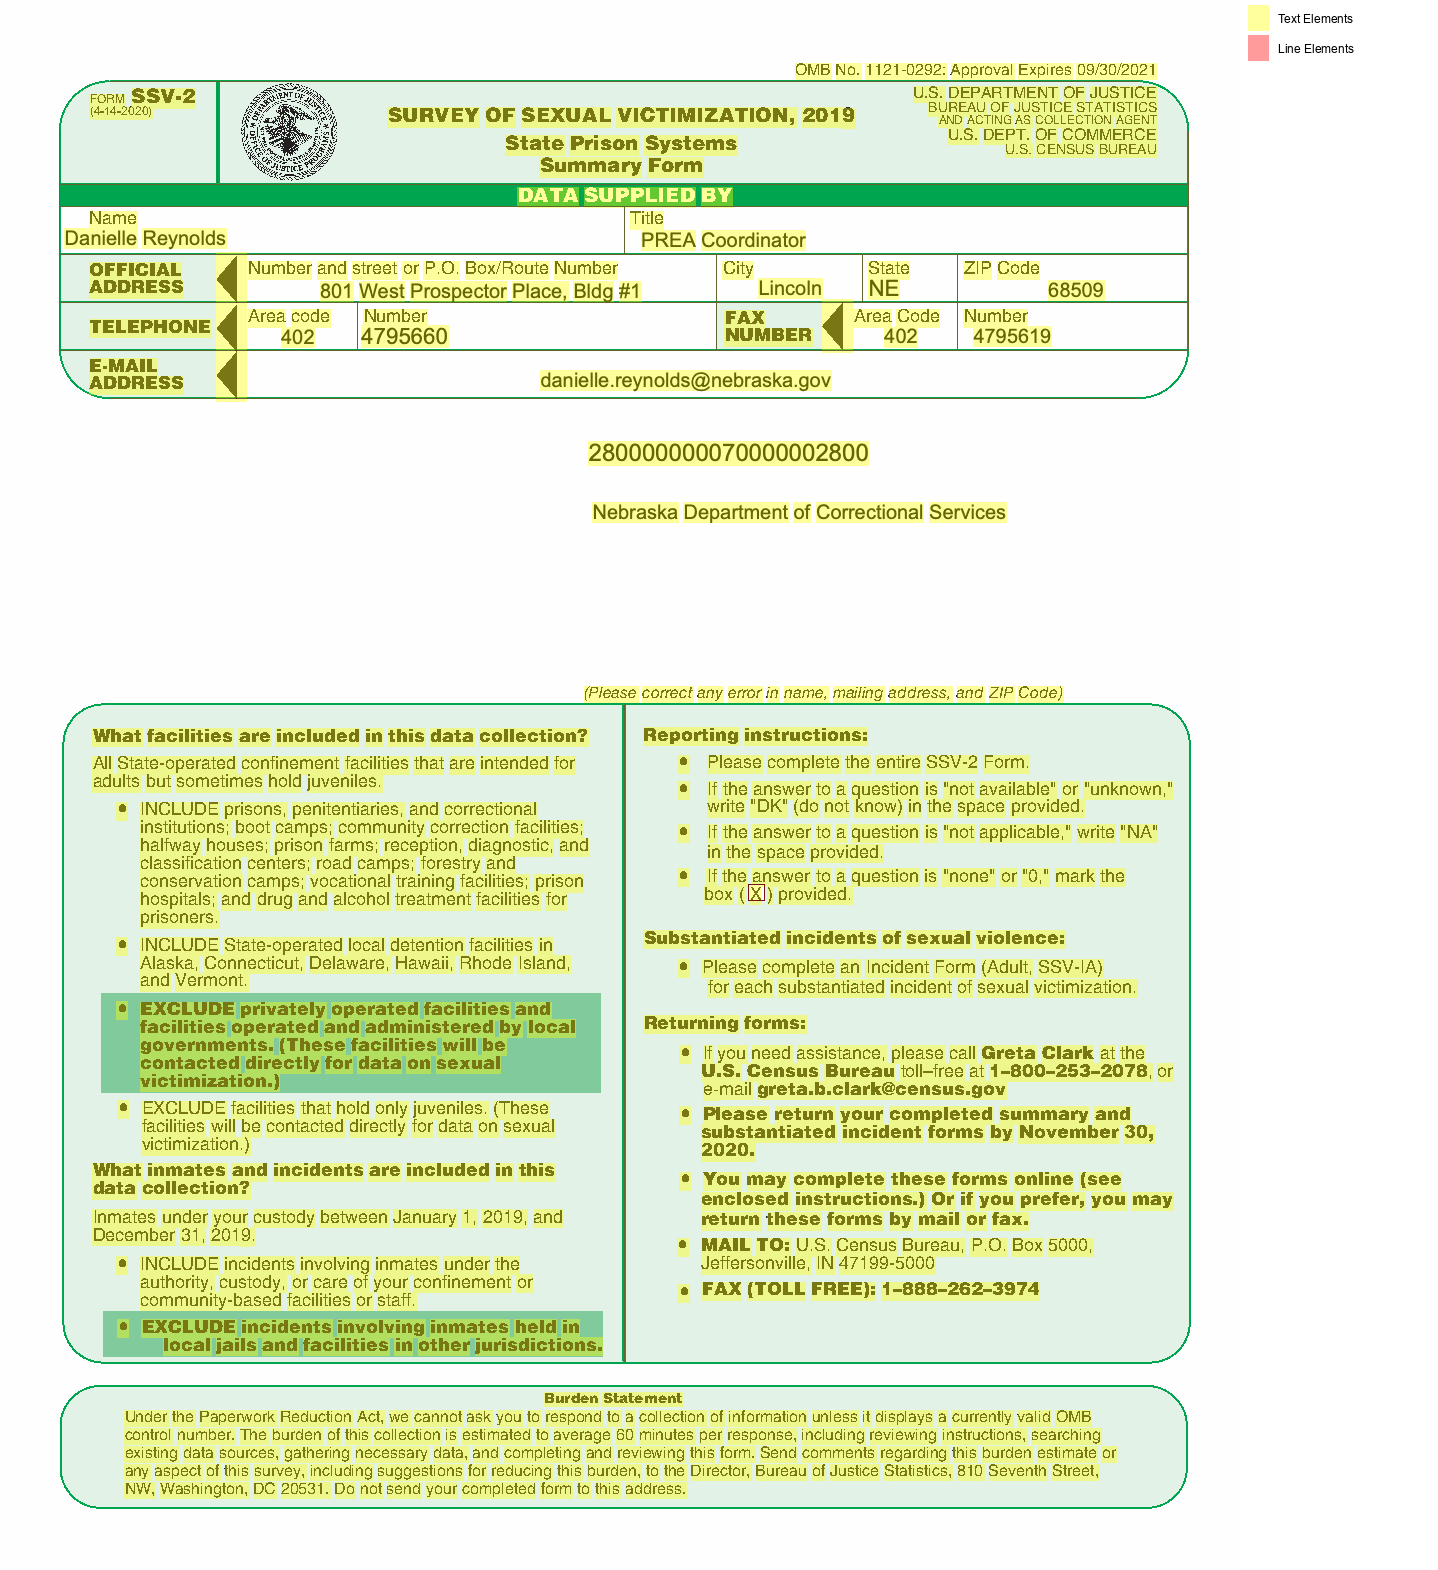 Text Elements
Line Elements
OMB No. 1121-0292: Approval Expires 09/30/2021
FORM SSV-2
(4-14-2020)
SURVEY OF SEXUAL VICTIMIZATION, 2019
State Prison Systems
Summary Form
U.S. DEPARTMENT OF JUSTICE
BUREAU OF JUSTICE STATISTICS
AND ACTING AS COLLECTION AGENT
U.S. DEPT. OF COMMERCE
U.S. CENSUS BUREAU
DATA SUPPLIED BY
Name
Danielle Reynolds
Title
PREA Coordinator
OFFICIAL
ADDRESS
Number and street or P.O. Box/Route Number
801 West Prospector Place, Bldg #1
City
Lincoln
State
NE
ZIP Code
68509
TELEPHONE
Area code
402
Number
4795660
FAX
NUMBER
Area Code
402
Number
4795619
E-MAIL
ADDRESS
danielle.reynolds@nebraska.gov
280000000070000002800
Nebraska Department of Correctional Services
(Please correct any error in name, mailing address, and ZIP Code)
What facilities are included in this data collection?
All State-operated confinement facilities that are intended for
adults but sometimes hold juveniles.
● INCLUDE prisons, penitentiaries, and correctional
institutions; boot camps; community correction facilities;
halfway houses; prison farms; reception, diagnostic, and
classification centers; road camps; forestry and
conservation camps; vocational training facilities; prison
hospitals; and drug and alcohol treatment facilities for
prisoners.
● INCLUDE State-operated local detention facilities in
Alaska, Connecticut, Delaware, Hawaii, Rhode Island,
and Vermont.
● EXCLUDE privately operated facilities and
facilities operated and administered by local
governments. (These facilities will be
contacted directly for data on sexual
victimization.)
● EXCLUDE facilities that hold only juveniles. (These
facilities will be contacted directly for data on sexual
victimization.)
What inmates and incidents are included in this
data collection?
Inmates under your custody between January 1, 2019, and
December 31, 2019.
● INCLUDE incidents involving inmates under the
authority, custody, or care of your confinement or
community-based facilities or staff.
● EXCLUDE incidents involving inmates held in
local jails and facilities in other jurisdictions.
Reporting instructions:
● Please complete the entire SSV-2 Form.
● If the answer to a question is "not available" or "unknown,"
write "DK" (do not know) in the space provided.
● If the answer to a question is "not applicable," write "NA"
in the space provided.
● If the answer to a question is "none" or "0," mark the
box (X) provided.
Substantiated incidents of sexual violence:
● Please complete an Incident Form (Adult, SSV-IA)
for each substantiated incident of sexual victimization.
Returning forms:
● If you need assistance, please call Greta Clark at the
U.S. Census Bureau toll–free at 1–800–253–2078, or
e-mail greta.b.clark@census.gov
● Please return your completed summary and
substantiated incident forms by November 30,
2020.
● You may complete these forms online (see
enclosed instructions.) Or if you prefer, you may
return these forms by mail or fax.
● MAIL TO: U.S. Census Bureau, P.O. Box 5000,
Jeffersonville, IN 47199-5000
● FAX (TOLL FREE): 1–888–262–3974
Burden Statement
Under the Paperwork Reduction Act, we cannot ask you to respond to a collection of information unless it displays a currently valid OMB
control number. The burden of this collection is estimated to average 60 minutes per response, including reviewing instructions, searching
existing data sources, gathering necessary data, and completing and reviewing this form. Send comments regarding this burden estimate or
any aspect of this survey, including suggestions for reducing this burden, to the Director, Bureau of Justice Statistics, 810 Seventh Street,
NW, Washington, DC 20531. Do not send your completed form to this address.